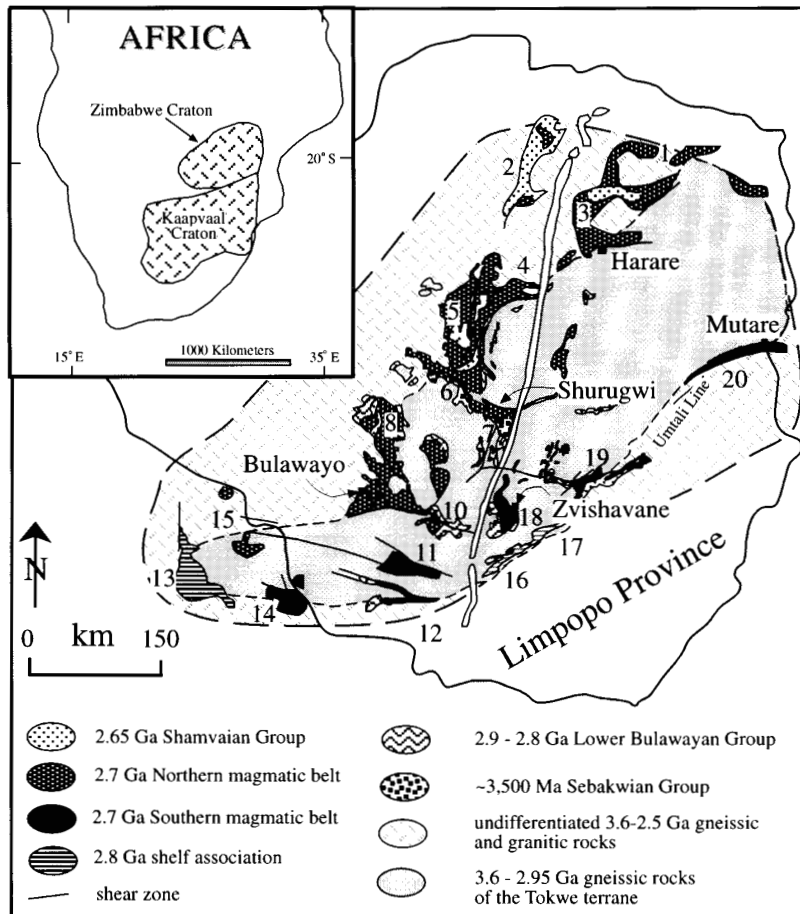 AFRICA
Zimbabwe Craton
20° S
Kaapvaal
Craton
1000 Kilometers
15° E
35° E
1
2
3
Harare
4
5
Mutare
20
Umtali Line
6
Shurugwi
7
8
Bulawayo
19
Zvishavane
10
18
17
15
11
16
13
14
12
Limpopo Province
N
0 km 150
2.65 Ga Shamvaian Group
2.7 Ga Northern magmatic belt
2.7 Ga Southern magmatic belt
2.8 Ga shelf association
shear zone
2.9 - 2.8 Ga Lower Bulawayan Group
~3,500 Ma Sebakwian Group
undifferentiated 3.6-2.5 Ga gneissic
and granitic rocks
3.6 - 2.95 Ga gneissic rocks
of the Tokwe terrane